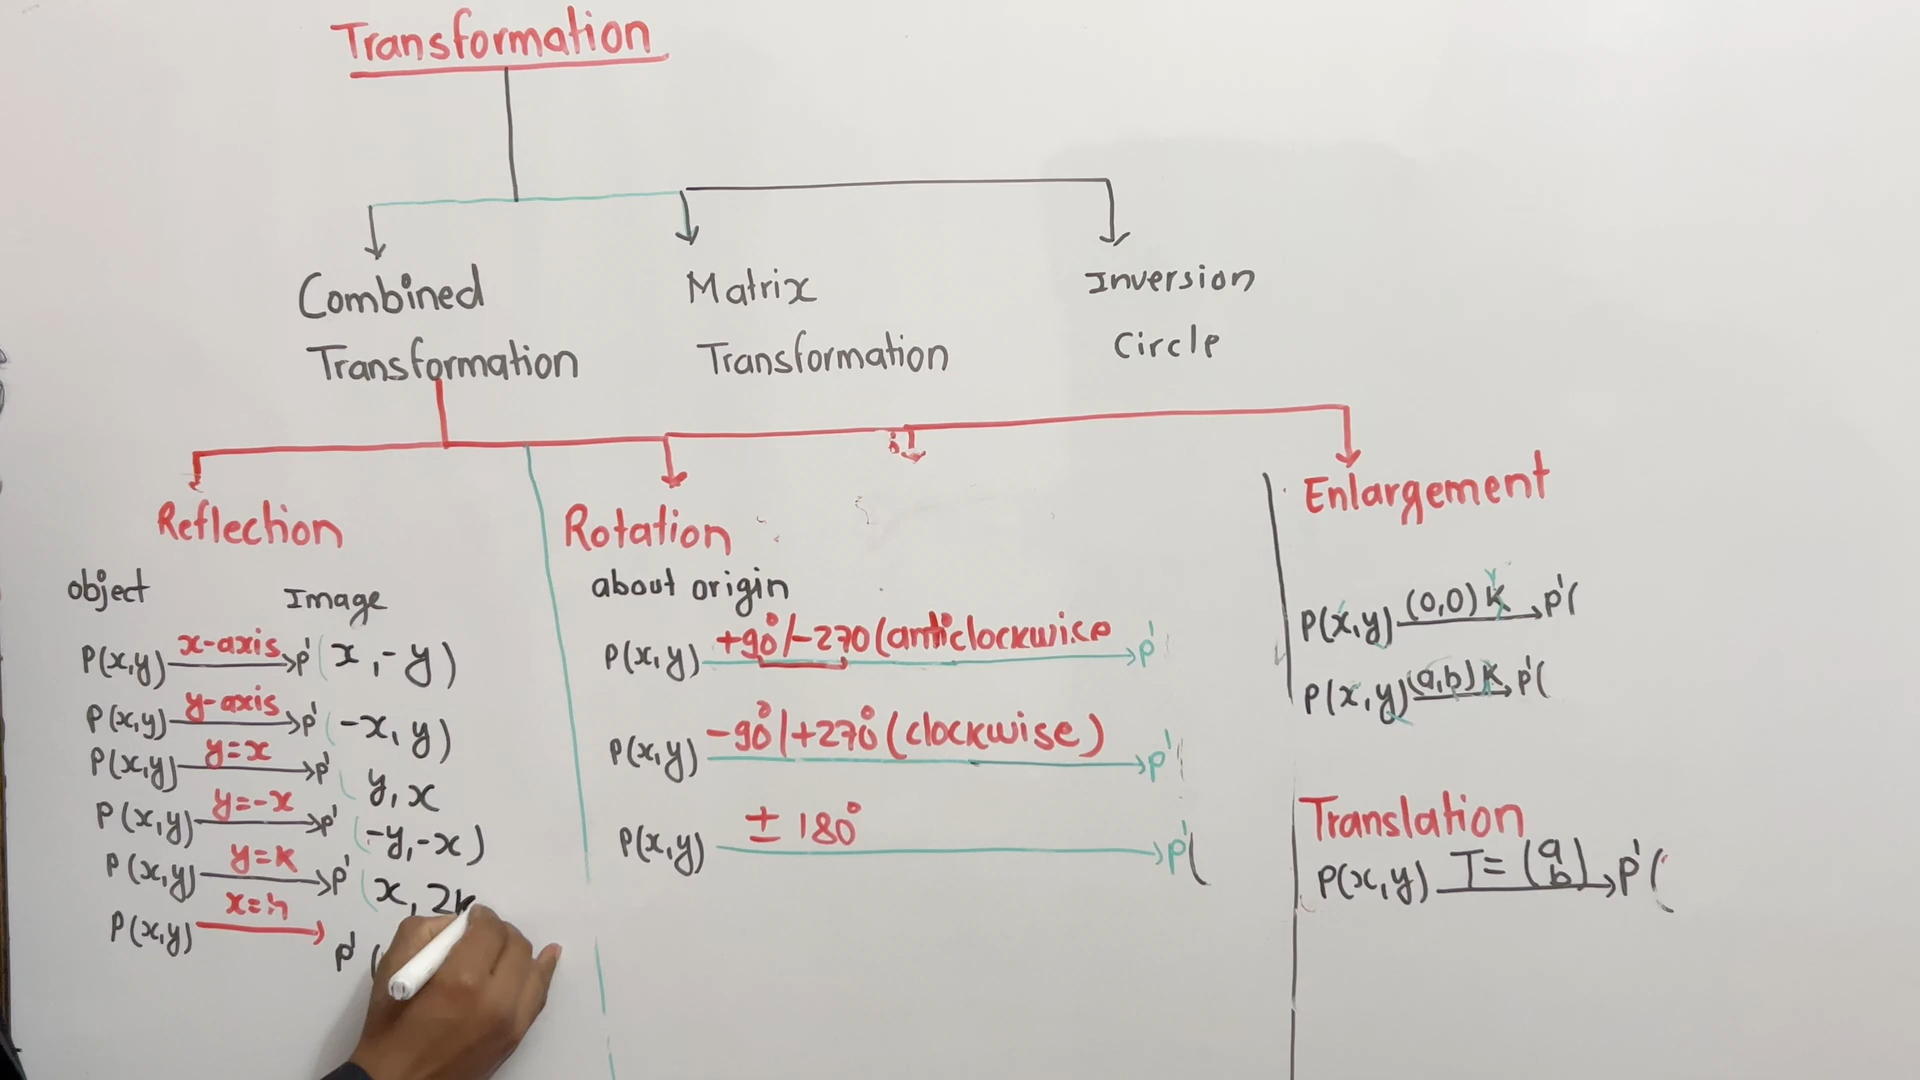 Transformation
Combined
Transformation
Matrix
Transformation
Inversion
Circle
Reflection
object Image
P(x,y) x-axis P' (x,-y)
P(x,y) y-axis P' (-x,y)
P(x,y) y=x P' (y,x
P(x,y) y=-x P' (-y,-x)
P(x,y) y=k P' (x,2k
P(x,y) x=h P' (
Rotation
about origin
P(x,y) +90°/-270(anticlockwise P'
P(x,y) -90°/+270°(clockwise) P'(
P(x,y) ±180° P'(
Enlargement
P(x,y) (0,0) K P'(
P(x,y) (a,b) K P'(
Translation
P(x,y) T=(a b) P'(